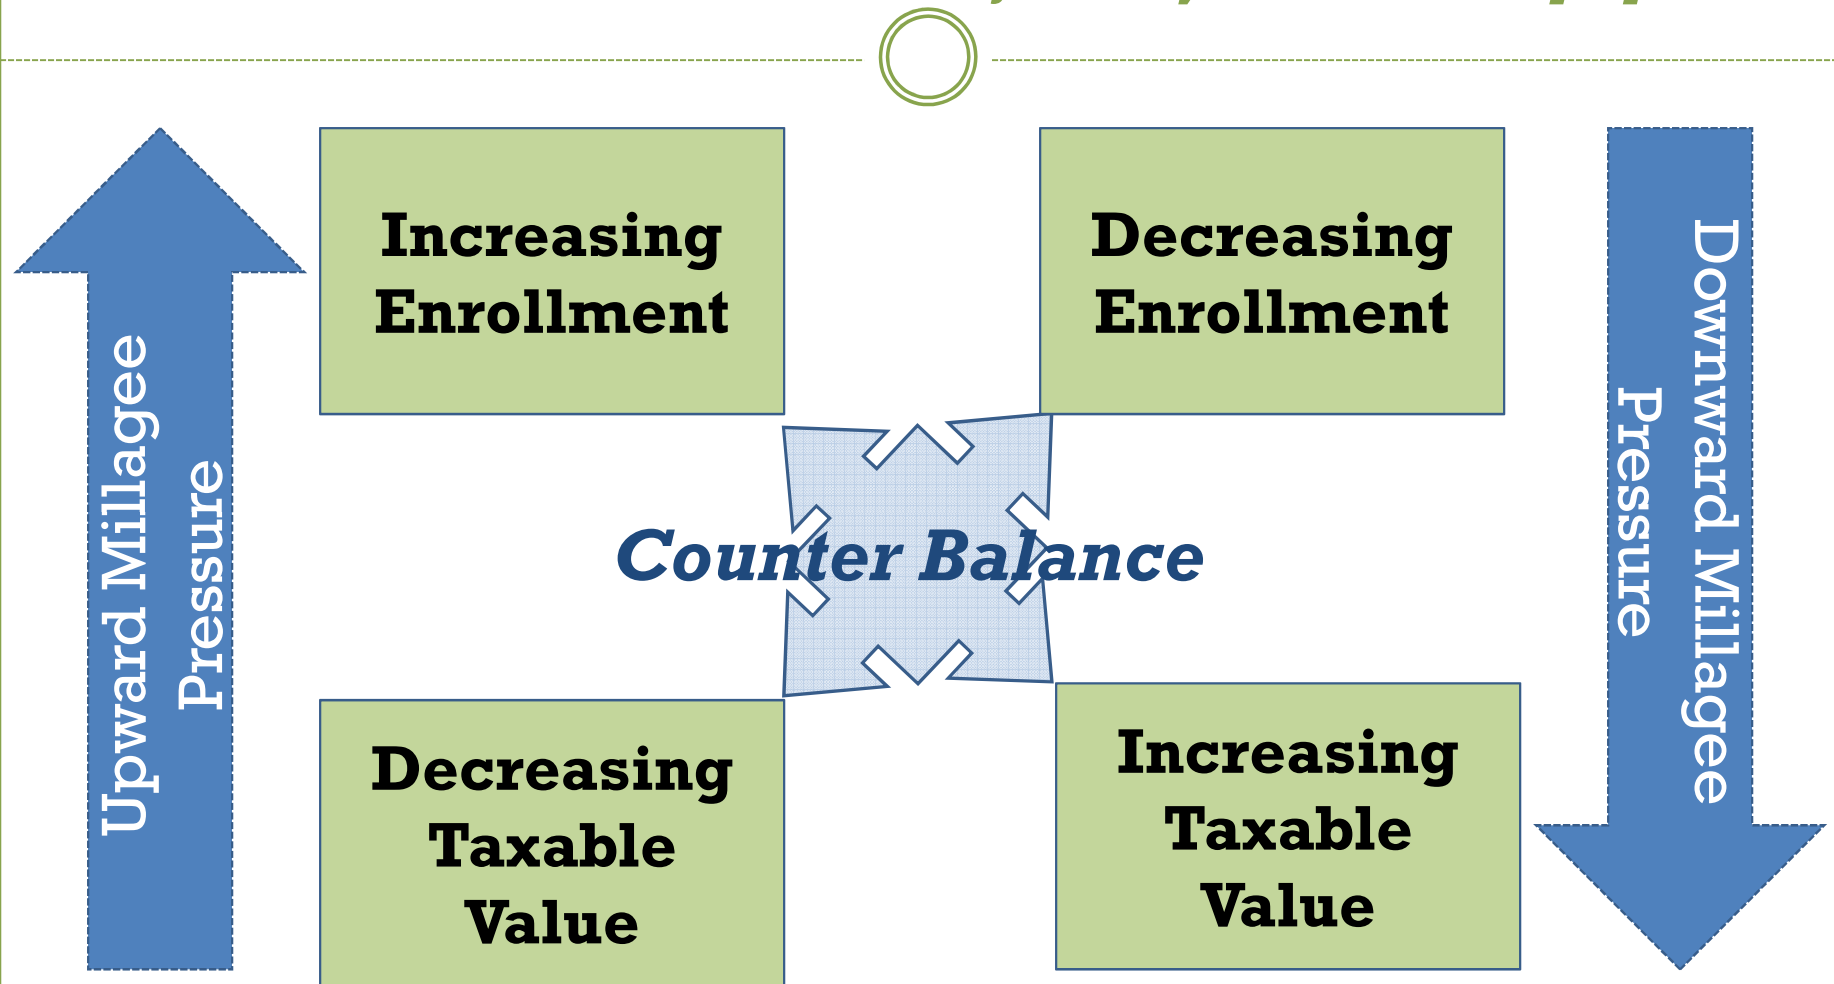 Upward Millagee
Pressure
Increasing
Enrollment
Decreasing
Enrollment
Downward Millagee
Pressure
Counter Balance
Decreasing
Taxable
Value
Increasing
Taxable
Value